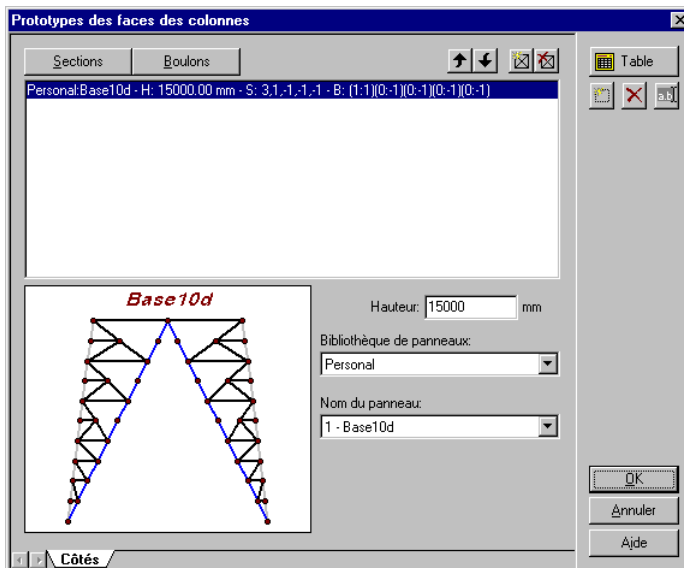 Prototypes des faces des colonnes
Sections
Boulons
Table
a.b
Personal:Base10d - H: 15000.00 mm - S: 3,1,-1,-1,-1 - B: (1:1)(0:-1)(0:-1)(0:-1)(0:-1)
Base10d
Hauteur: 15000 mm
Bibliothèque de panneaux:
Personal
Nom du panneau:
1 - Base10d
OK
Annuler
Aide
Côtés